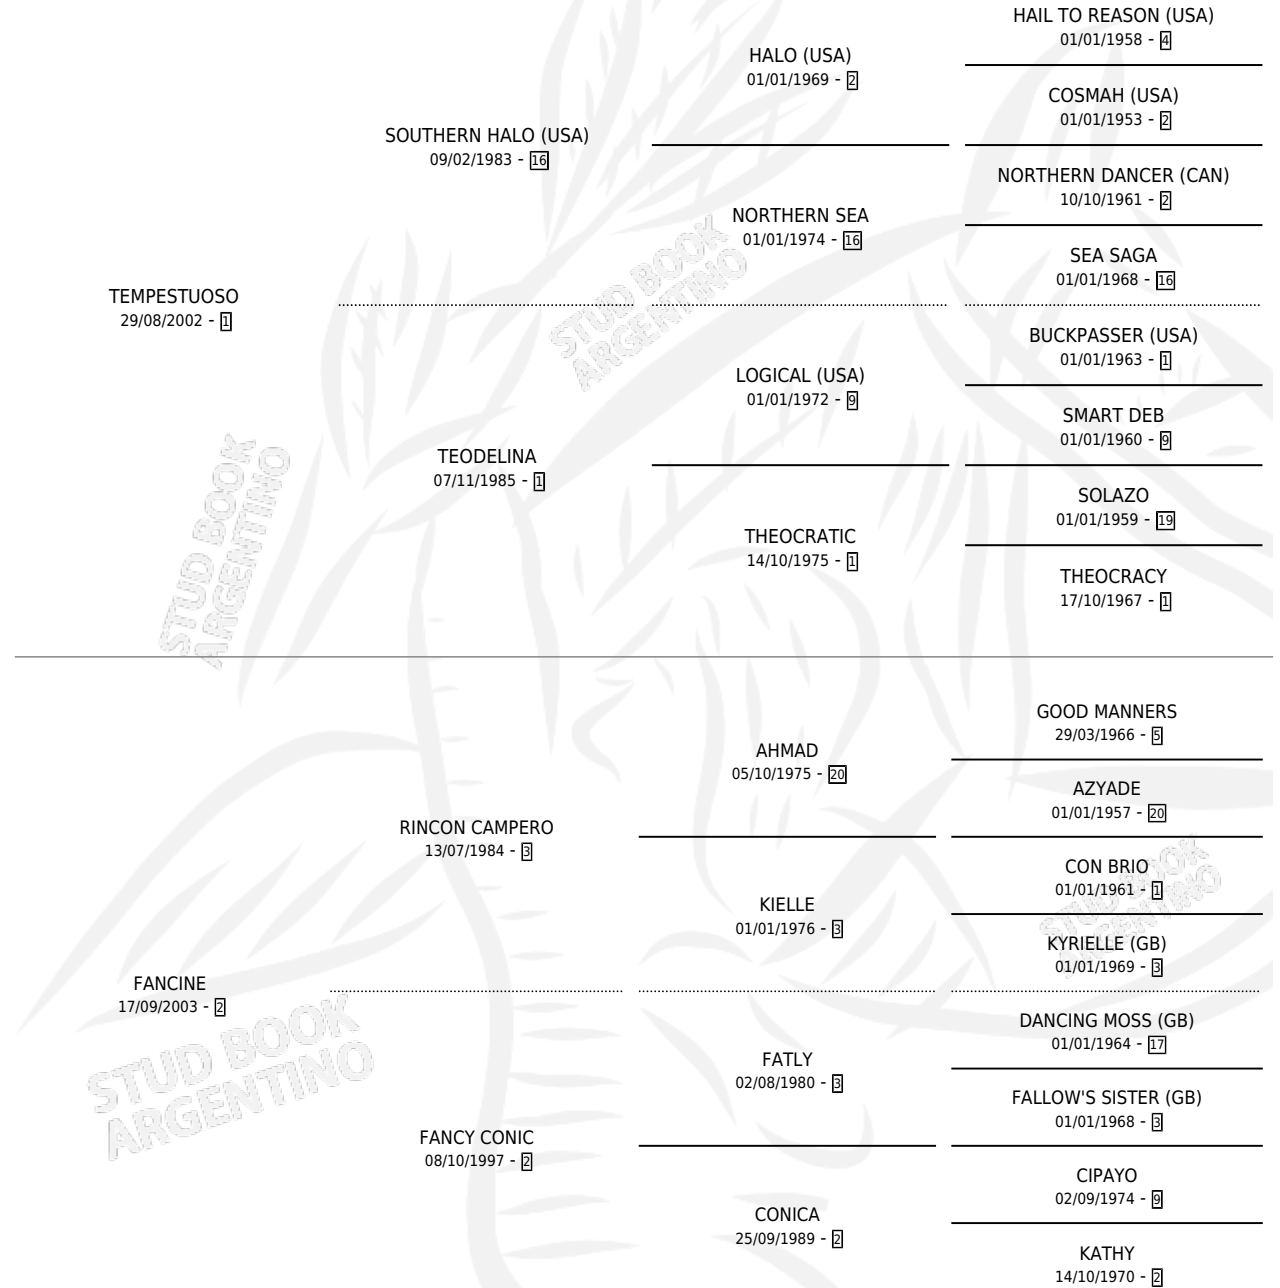 HAIL TO REASON (USA)
01/01/1958 - 4
HALO (USA)
01/01/1969 - 2
COSMAH (USA)
01/01/1953 - 2
SOUTHERN HALO (USA)
09/02/1983 - 16
NORTHERN DANCER (CAN)
10/10/1961 - 2
NORTHERN SEA
01/01/1974 - 16
SEA SAGA
01/01/1968 - 16
TEMPESTUOSO
29/08/2002 - 1
STUD BOOK
ARGENTINO
BUCKPASSER (USA)
01/01/1963 - 1
LOGICAL (USA)
01/01/1972 - 9
SMART DEB
01/01/1960 - 9
TEODELINA
07/11/1985 - 1
SOLAZO
01/01/1959 - 19
THEOCRATIC
14/10/1975 - 1
THEOCRACY
17/10/1967 - 1
STUD BOOK
ARGENTINO
GOOD MANNERS
29/03/1966 - 5
AHMAD
05/10/1975 - 20
AZYADE
01/01/1957 - 20
RINCON CAMPERO
13/07/1984 - 3
CON BRIO
01/01/1961 - 1
KIELLE
01/01/1976 - 3
STUD BOOK
ARGENTINO
KYRIELLE (GB)
01/01/1969 - 3
FANCINE
17/09/2003 - 2
DANCING MOSS (GB)
01/01/1964 - 17
FATLY
02/08/1980 - 3
STUD BOOK
ARGENTINO
FALLOW'S SISTER (GB)
01/01/1968 - 3
FANCY CONIC
08/10/1997 - 2
CIPAYO
02/09/1974 - 9
CONICA
25/09/1989 - 2
KATHY
14/10/1970 - 2